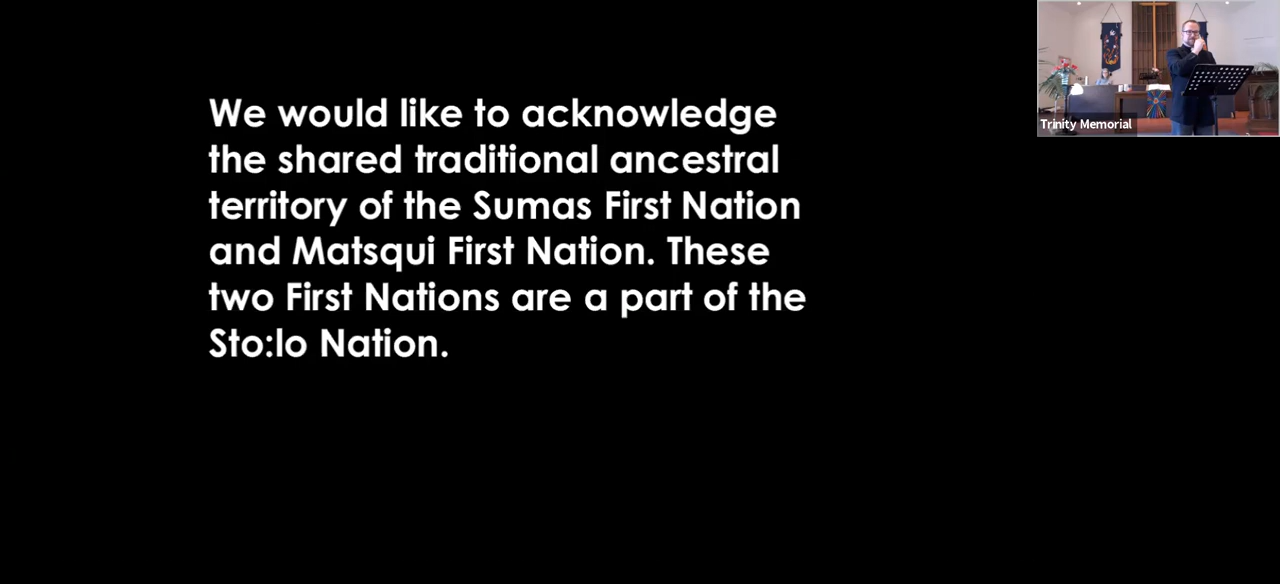 We would like to acknowledge
the shared traditional ancestral
territory of the Sumas First Nation
and Matsqui First Nation. These
two First Nations are a part of the
Sto:lo Nation.
Trinity Memorial